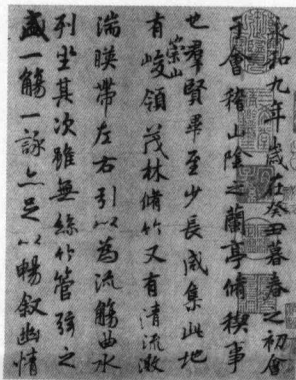 永和九年歲在癸丑暮春之初會
于會稽山陰之蘭亭脩稧事
也羣賢畢至少長咸集此地
崇山
有峻領茂林脩竹又有清流激
湍暎帶左右引以為流觴曲水
列坐其次雖無絲竹管弦之
盛一觴一詠亦足以暢敘幽情